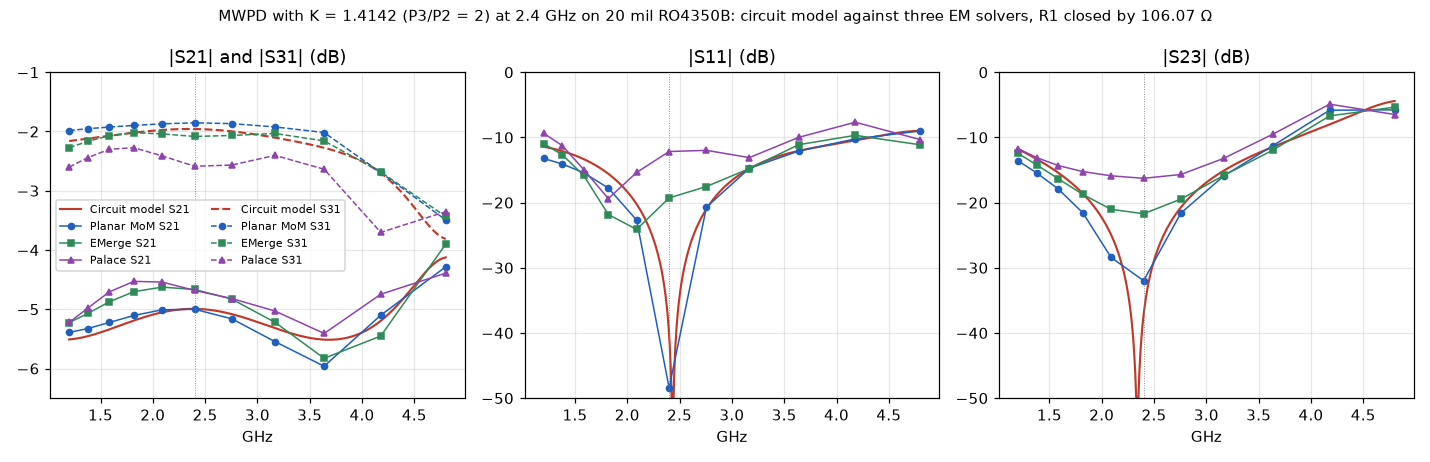 MWPD with K = 1.4142 (P3/P2 = 2) at 2.4 GHz on 20 mil RO4350B: circuit model against three EM solvers, R1 closed by 106.07 Ω
|S21| and |S31| (dB)
−1
−2
−3
−4
−5
−6
Circuit model S21
Planar MoM S21
EMerge S21
Palace S21
Circuit model S31
Planar MoM S31
EMerge S31
Palace S31
1.5 2.0 2.5 3.0 3.5 4.0 4.5
GHz
|S11| (dB)
0
−10
−20
−30
−40
−50
1.5 2.0 2.5 3.0 3.5 4.0 4.5
GHz
|S23| (dB)
0
−10
−20
−30
−40
−50
1.5 2.0 2.5 3.0 3.5 4.0 4.5
GHz